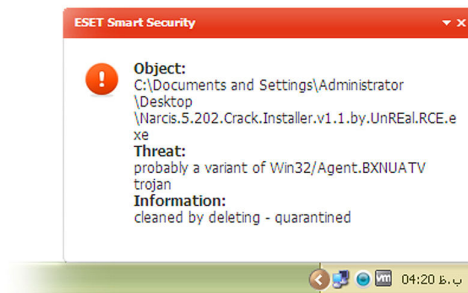 ESET Smart Security
Object:
C:\Documents and Settings\Administrator
\Desktop
\Narcis.5.202.Crack.Installer.v1.1.by.UnREal.RCE.e
xe
Threat:
probably a variant of Win32/Agent.BXNUATV
trojan
Information:
cleaned by deleting - quarantined
vm 04:20 ب.ظ